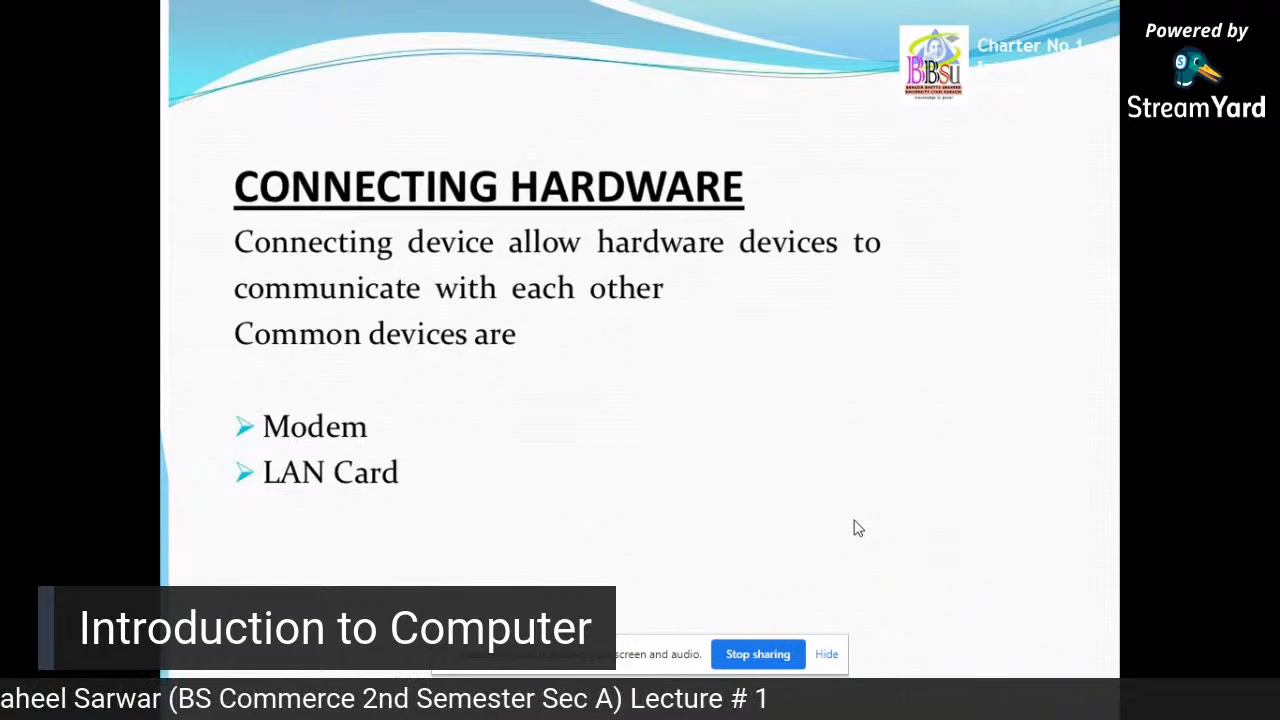 Powered by
StreamYard
Charter No 1
BBSU
CONNECTING HARDWARE
Connecting device allow hardware devices to
communicate with each other
Common devices are
Modem
LAN Card
Introduction to Computer
screen and audio.
Stop sharing
Hide
aheel Sarwar (BS Commerce 2nd Semester Sec A) Lecture # 1